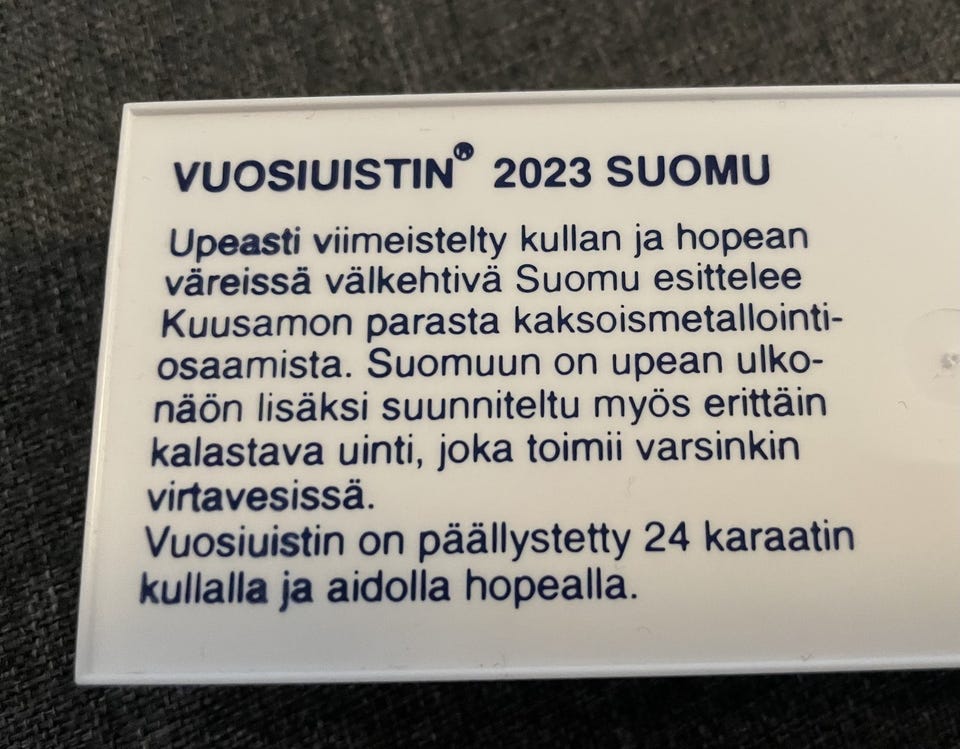 VUOSIUISTIN® 2023 SUOMU
Upeasti viimeistelty kullan ja hopean
väreissä välkehtivä Suomu esittelee
Kuusamon parasta kaksoismetallointi-
osaamista. Suomuun on upean ulko-
näön lisäksi suunniteltu myös erittäin
kalastava uinti, joka toimii varsinkin
virtavesissä.
Vuosiuistin on päällystetty 24 karaatin
kullalla ja aidolla hopealla.